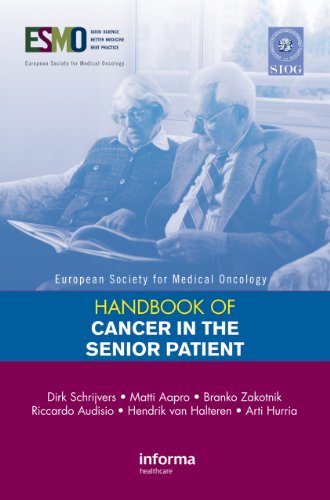 ESMO
GOOD SCIENCE
BETTER MEDICINE
BEST PRACTICE
European Society for Medical Oncology
SIOG
European Society for Medical Oncology
HANDBOOK OF
CANCER IN THE
SENIOR PATIENT
Dirk Schrijvers • Matti Aapro • Branko Zakotnik
Riccardo Audisio • Hendrik van Halteren • Arti Hurria
informa
healthcare